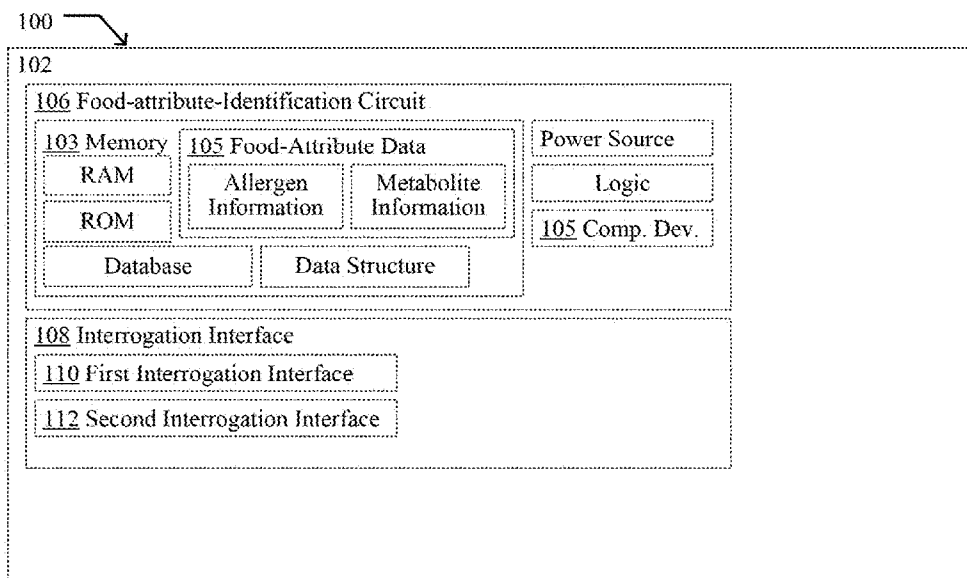 100
102
106 Food-attribute-Identification Circuit
103 Memory
RAM
ROM
105 Food-Attribute Data
Allergen
Information
Metabolite
Information
Database
Data Structure
Power Source
Logic
105 Comp. Dev.
108 Interrogation Interface
110 First Interrogation Interface
112 Second Interrogation Interface